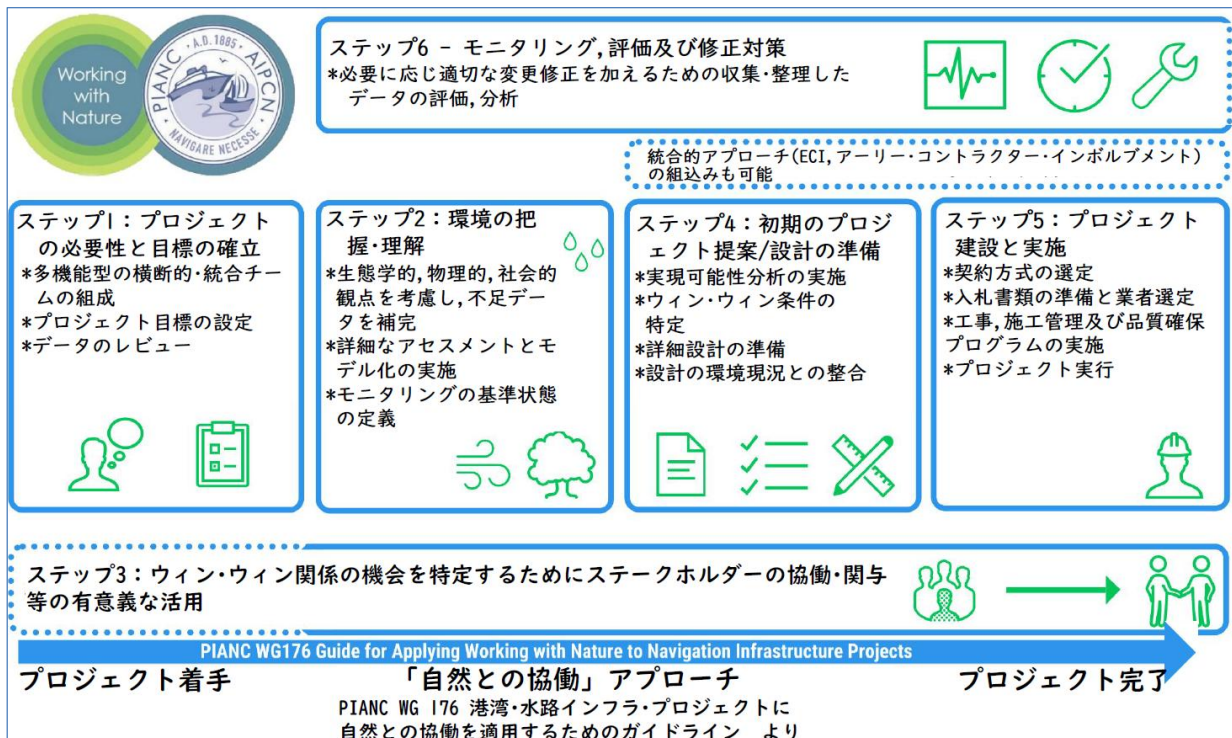 Working
with
Nature
PIANC · A.D. 1885 · AIPCN
· NAVIGARE NECESSE ·
ステップ6 - モニタリング,評価及び修正対策
*必要に応じ適切な変更修正を加えるための収集・整理した
データの評価,分析
統合的アプローチ(ECI,アーリー・コントラクター・インボルブメント)
の組込みも可能
ステップ1:プロジェクト
の必要性と目標の確立
*多機能型の横断的・統合チー
ムの組成
*プロジェクト目標の設定
*データのレビュー
ステップ2:環境の把
握・理解
*生態学的,物理的,社会的
観点を考慮し,不足デー
タを補完
*詳細なアセスメントとモ
デル化の実施
*モニタリングの基準状態
の定義
ステップ4:初期のプロジ
ェクト提案/設計の準備
*実現可能性分析の実施
*ウィン・ウィン条件の
特定
*詳細設計の準備
*設計の環境現況との整合
ステップ5:プロジェクト
建設と実施
*契約方式の選定
*入札書類の準備と業者選定
*工事,施工管理及び品質確保
プログラムの実施
*プロジェクト実行
ステップ3:ウィン・ウィン関係の機会を特定するためにステークホルダーの協働・関与
等の有意義な活用
PIANC WG176 Guide for Applying Working with Nature to Navigation Infrastructure Projects
プロジェクト着手
「自然との協働」アプローチ
プロジェクト完了
PIANC WG 176 港湾・水路インフラ・プロジェクトに
自然との協働を適用するためのガイドライン より